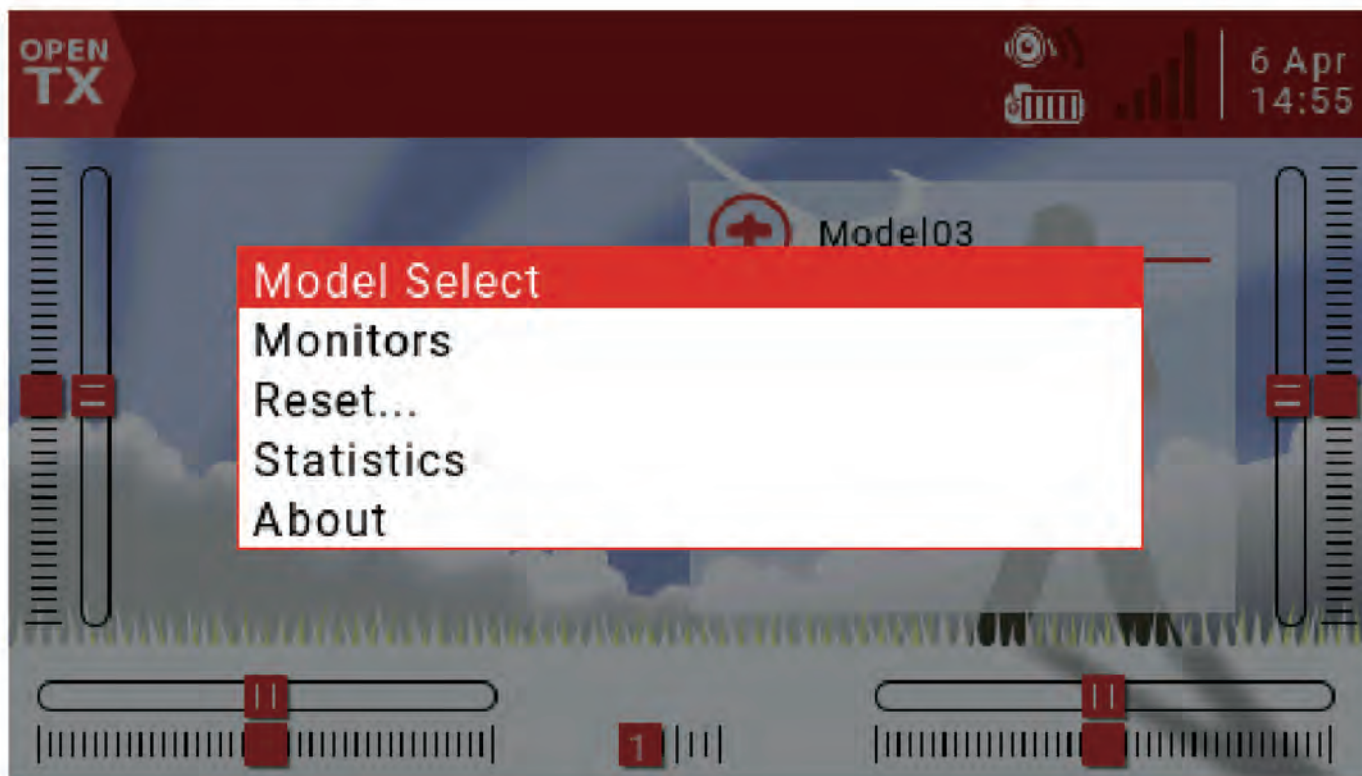 OPEN
TX
6 Apr
14:55
Model03
Model Select
Monitors
Reset...
Statistics
About
1